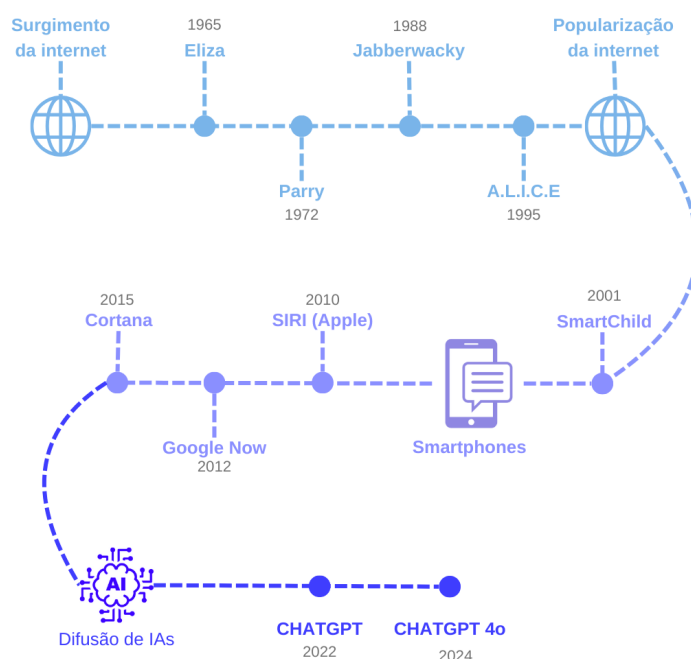 Surgimento
da internet
1965
Eliza
1988
Jabberwacky
Popularização
da internet
Parry
1972
A.L.I.C.E
1995
2015
Cortana
2010
SIRI (Apple)
2001
SmartChild
Google Now
2012
Smartphones
AI
Difusão de IAs
CHATGPT
2022
CHATGPT 4o
2024